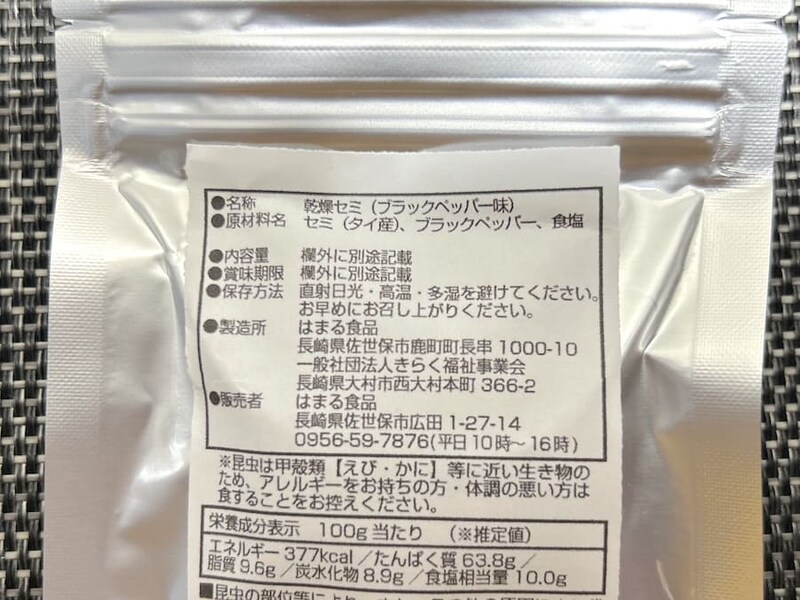 ●名称 乾燥セミ（ブラックペッパー味）
●原材料名 セミ（タイ産）、ブラックペッパー、食塩
●内容量 欄外に別途記載
●賞味期限 欄外に別途記載
●保存方法 直射日光・高温・多湿を避けてください。
お早めにお召し上がりください。
●製造所 はまる食品
長崎県佐世保市鹿町町長串 1000-10
一般社団法人きらく福祉事業会
長崎県大村市西大村本町 366-2
●販売者 はまる食品
長崎県佐世保市広田 1-27-14
0956-59-7876(平日10時～16時)
※昆虫は甲殻類【えび・かに】等に近い生き物の
ため、アレルギーをお持ちの方・体調の悪い方は
食することをお控えください。
栄養成分表示 100g当たり （※推定値）
エネルギー 377kcal ／たんぱく質 63.8g ／
脂質 9.6g ／炭水化物 8.9g ／食塩相当量 10.0g
■昆虫の部位等により、